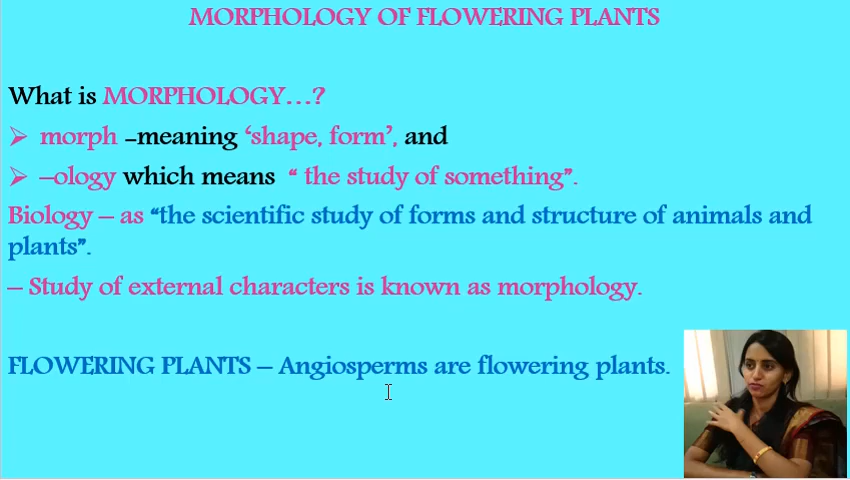 MORPHOLOGY OF FLOWERING PLANTS
What is MORPHOLOGY...?
morph -meaning ‘shape, form’, and
–ology which means “ the study of something”.
Biology – as “the scientific study of forms and structure of animals and
plants”.
– Study of external characters is known as morphology.
FLOWERING PLANTS – Angiosperms are flowering plants.